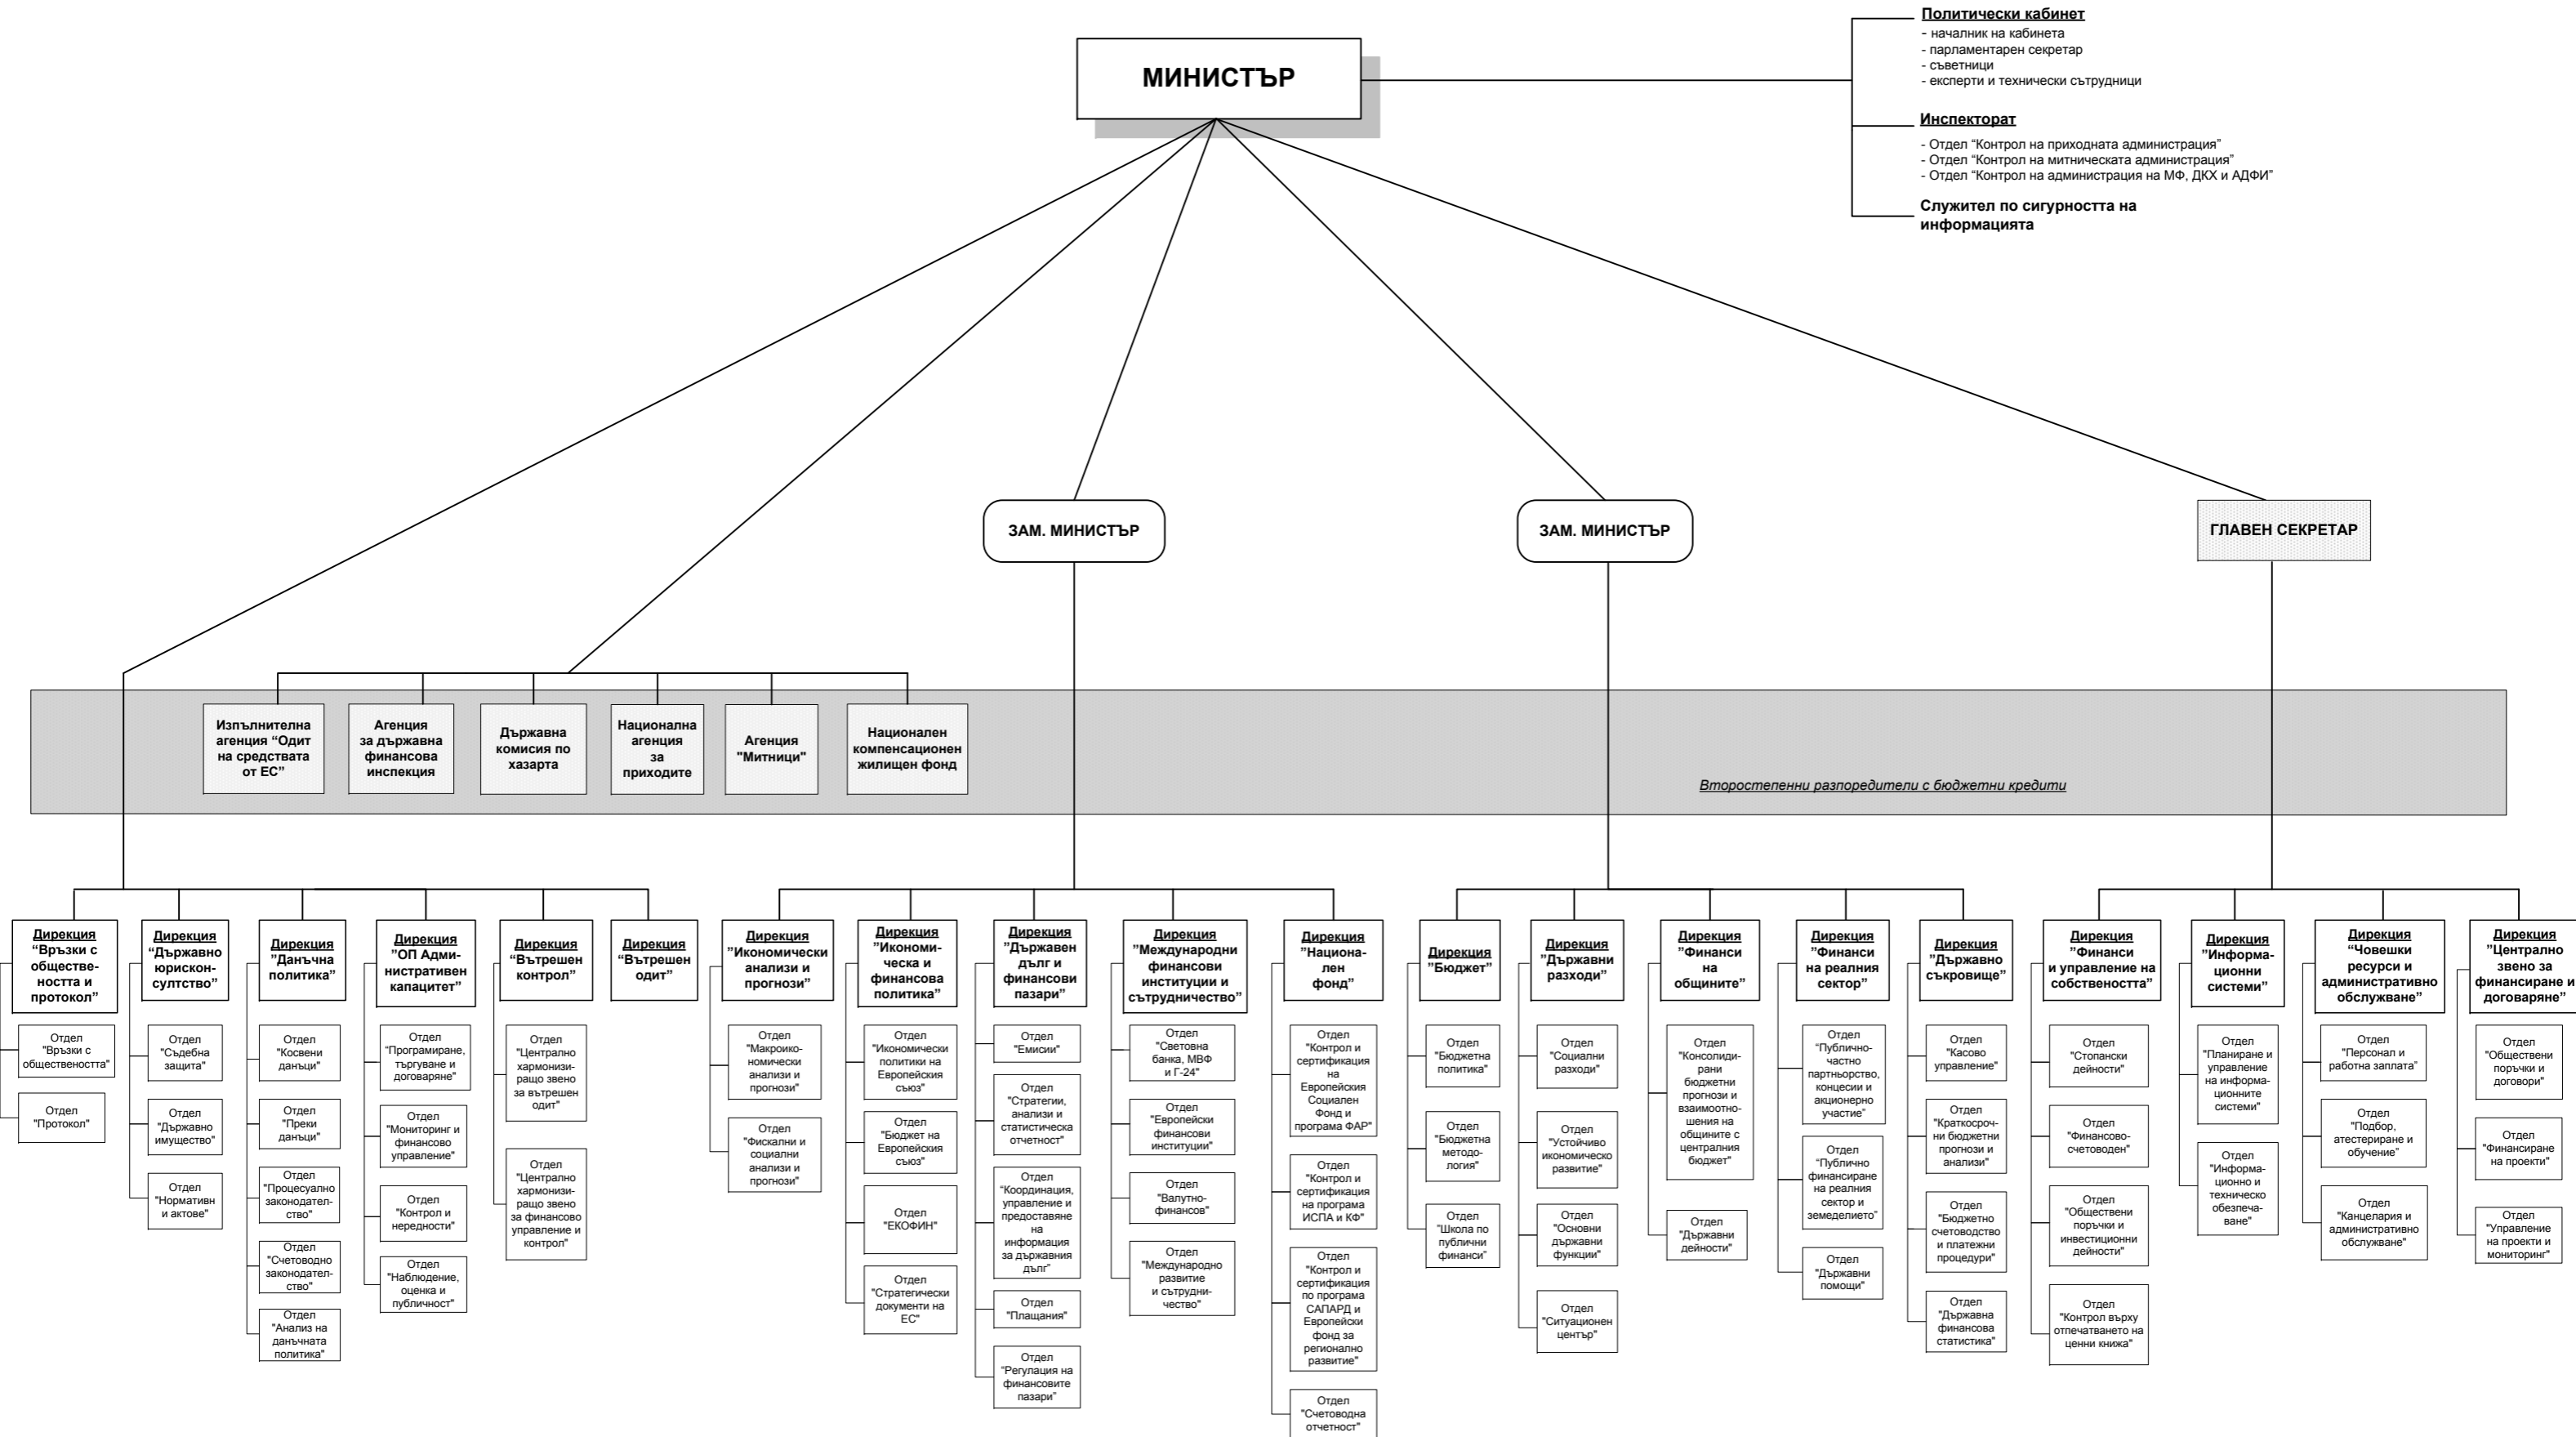 Политически кабинет
- началник на кабинета
- парламентарен секретар
- съветници
- експерти и технически сътрудници
МИНИСТЪР
Инспекторат
- Отдел “Контрол на приходната администрация”
- Отдел “Контрол на митническата администрация”
- Отдел “Контрол на администрация на МФ, ДКХ и АДФИ”
Служител по сигурността на
информацията
ЗАМ. МИНИСТЪР
ЗАМ. МИНИСТЪР
ГЛАВЕН СЕКРЕТАР
Изпълнителна
агенция “Одит
на средствата
от ЕС”
Агенция
за държавна
финансова
инспекция
Държавна
комисия по
хазарта
Национална
агенция
за
приходите
Агенция
"Митници"
Национален
компенсационен
жилищен фонд
Второстепенни разпоредители с бюджетни кредити
Дирекция
“Връзки с
обществе-
ността и
протокол”
Отдел
"Връзки с
обществеността"
Отдел
"Протокол"
Дирекция
“Държавно
юрискон-
султство”
Отдел
"Съдебна
защита"
Отдел
"Държавно
имущество"
Отдел
"Нормативн
и актове"
Дирекция
”Данъчна
политика”
Отдел
"Косвени
данъци"
Отдел
"Преки
данъци"
Отдел
"Процесуално
законодател-
ство"
Отдел
"Счетоводно
законодател-
ство"
Отдел
"Анализ на
данъчната
политика"
Дирекция
”ОП Адми-
нистративен
капацитет”
Отдел
“Програмиране,
търгуване и
договаряне"
Отдел
"Мониторинг и
финансово
управление"
Отдел
"Контрол и
нередности"
Отдел
"Наблюдение,
оценка и
публичност"
Дирекция
“Вътрешен
контрол”
Отдел
"Централно
хармонизи-
ращо звено
за вътрешен
одит"
Отдел
"Централно
хармонизи-
ращо звено
за финансово
управление и
контрол"
Дирекция
“Вътрешен
одит”
Дирекция
”Икономически
анализи и
прогнози”
Отдел
"Макроико-
номически
анализи и
прогнози"
Отдел
"Фискални и
социални
анализи и
прогнози"
Дирекция
”Икономи-
ческа и
финансова
политика”
Отдел
"Икономически
политики на
Европейския
съюз"
Отдел
"Бюджет на
Европейския
съюз"
Отдел
"ЕКОФИН"
Отдел
"Стратегически
документи на
ЕС"
Дирекция
”Държавен
дълг и
финансови
пазари”
Отдел
"Емисии"
Отдел
"Стратегии,
анализи и
статистическа
отчетност"
Отдел
“Координация,
управление и
предоставяне
на
информация
за държавния
дълг”
Отдел
"Плащания"
Отдел
“Регулация на
финансовите
пазари”
Дирекция
”Международни
финансови
институции и
сътрудничество”
Отдел
"Световна
банка, МВФ
и Г-24"
Отдел
"Европейски
финансови
институции"
Отдел
"Валутно-
финансов"
Отдел
"Международно
развитие
и сътрудни-
чество"
Дирекция
”Национа-
лен
фонд”
Отдел
"Контрол и
сертификация
на
Европейския
Социален
Фонд и
програма ФАР"
Отдел
"Контрол и
сертификация
на програма
ИСПА и КФ"
Отдел
"Контрол и
сертификация
по програма
САПАРД и
Европейски
фонд за
регионално
развитие"
Отдел
"Счетоводна
отчетност"
Дирекция
”Бюджет”
Отдел
"Бюджетна
политика"
Отдел
"Бюджетна
методо-
логия"
Отдел
"Школа по
публични
финанси"
Дирекция
”Държавни
разходи”
Отдел
"Социални
разходи"
Отдел
"Устойчиво
икономическо
развитие"
Отдел
"Основни
държавни
функции"
Отдел
"Ситуационен
център"
Дирекция
”Финанси
на
общините”
Отдел
"Консолиди-
рани
бюджетни
прогнози и
взаимоотно-
шения на
общините с
централния
бюджет"
Отдел
"Държавни
дейности"
Дирекция
”Финанси
на реалния
сектор”
Отдел
“Публично-
частно
партньорство,
концесии и
акционерно
участие”
Отдел
“Публично
финансиране
на реалния
сектор и
земеделието”
Отдел
"Държавни
помощи"
Дирекция
”Държавно
съкровище”
Отдел
"Касово
управление"
Отдел
"Краткосроч-
ни бюджетни
прогнози и
анализи"
Отдел
"Бюджетно
счетоводство
и платежни
процедури"
Отдел
"Държавна
финансова
статистика"
Дирекция
”Финанси
и управление на
собствеността”
Отдел
"Стопански
дейности"
Отдел
"Финансово-
счетоводен"
Отдел
"Обществени
поръчки и
инвестиционни
дейности"
Отдел
"Контрол върху
отпечатването на
ценни книжа"
Дирекция
”Информа-
ционни
системи”
Отдел
"Планиране и
управление
на информа-
ционните
системи"
Отдел
"Информа-
ционно и
техническо
обезпеча-
ване"
Дирекция
“Човешки
ресурси и
административно
обслужване”
Отдел
"Персонал и
работна заплата"
Отдел
"Подбор,
атестериране и
обучение"
Отдел
"Канцелария и
административно
обслужване"
Дирекция
”Централно
звено за
финансиране и
договаряне”
Отдел
"Обществени
поръчки и
договори"
Отдел
"Финансиране
на проекти"
Отдел
"Управление
на проекти и
мониторинг"